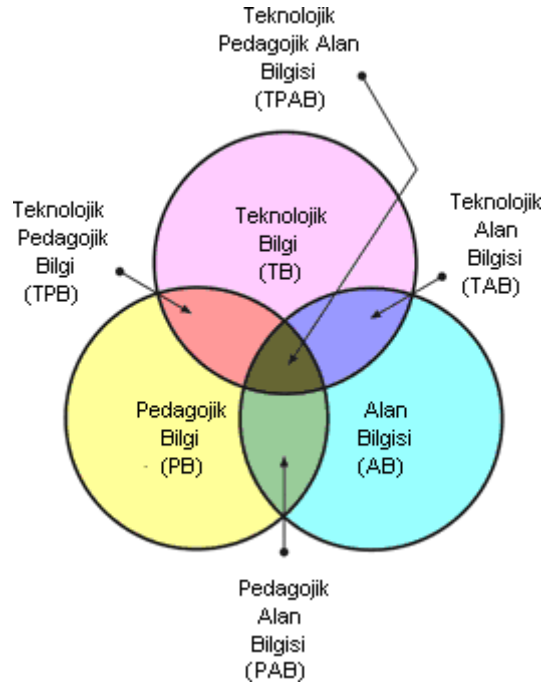 Teknolojik
Pedagojik Alan
Bilgisi
(TPAB)
Teknolojik
Pedagojik
Bilgi
(TPB)
Teknolojik
Bilgi
(TB)
Teknolojik
Alan
Bilgisi
(TAB)
Pedagojik
Bilgi
(PB)
Alan
Bilgisi
(AB)
Pedagojik
Alan
Bilgisi
(PAB)